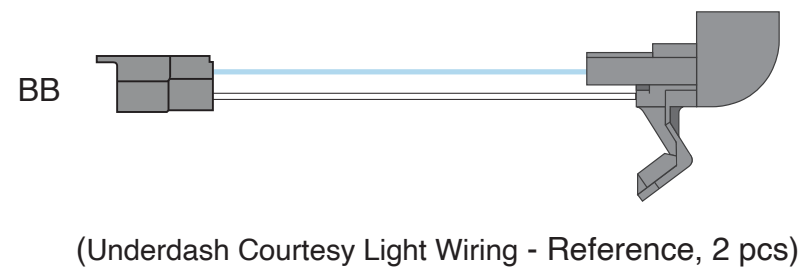 BB
(Underdash Courtesy Light Wiring - Reference, 2 pcs)